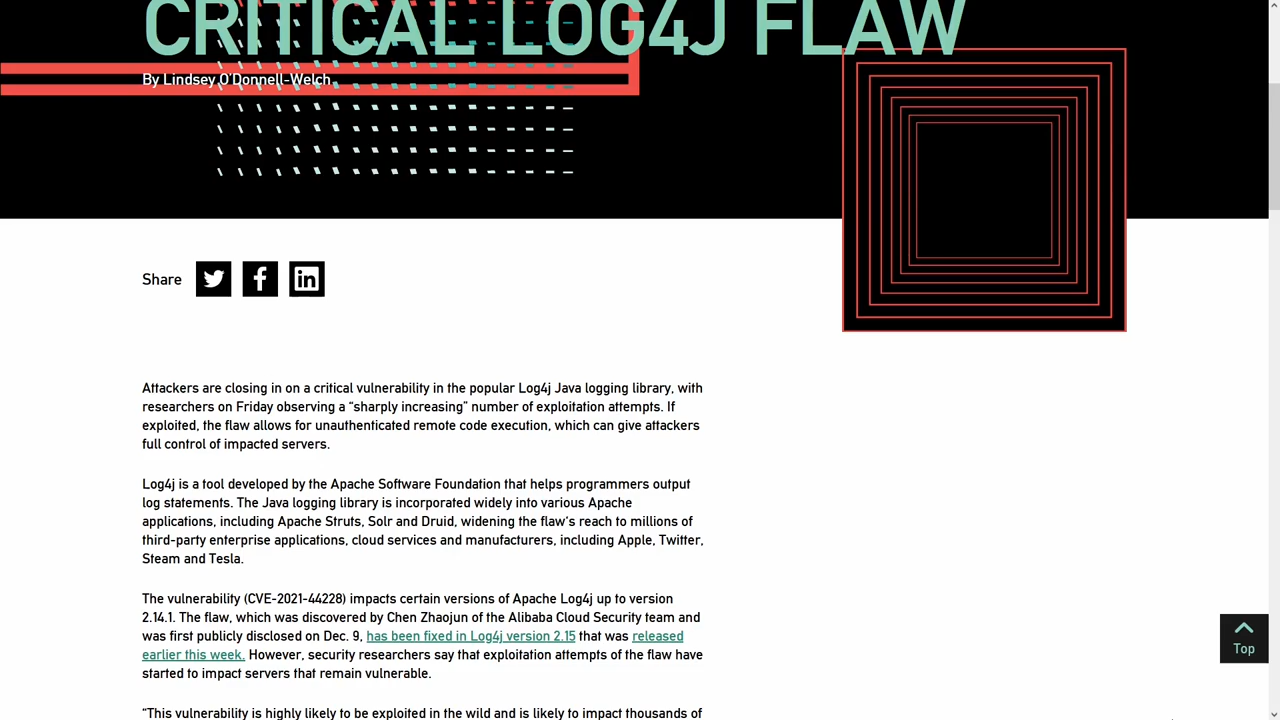 CRITICAL LOG4J FLAW
By Lindsey O'Donnell-Welch
Share
Attackers are closing in on a critical vulnerability in the popular Log4j Java logging library, with
researchers on Friday observing a “sharply increasing” number of exploitation attempts. If
exploited, the flaw allows for unauthenticated remote code execution, which can give attackers
full control of impacted servers.
Log4j is a tool developed by the Apache Software Foundation that helps programmers output
log statements. The Java logging library is incorporated widely into various Apache
applications, including Apache Struts, Solr and Druid, widening the flaw’s reach to millions of
third-party enterprise applications, cloud services and manufacturers, including Apple, Twitter,
Steam and Tesla.
The vulnerability (CVE-2021-44228) impacts certain versions of Apache Log4j up to version
2.14.1. The flaw, which was discovered by Chen Zhaojun of the Alibaba Cloud Security team and
was first publicly disclosed on Dec. 9, has been fixed in Log4j version 2.15 that was released
earlier this week. However, security researchers say that exploitation attempts of the flaw have
started to impact servers that remain vulnerable.
“This vulnerability is highly likely to be exploited in the wild and is likely to impact thousands of
Top